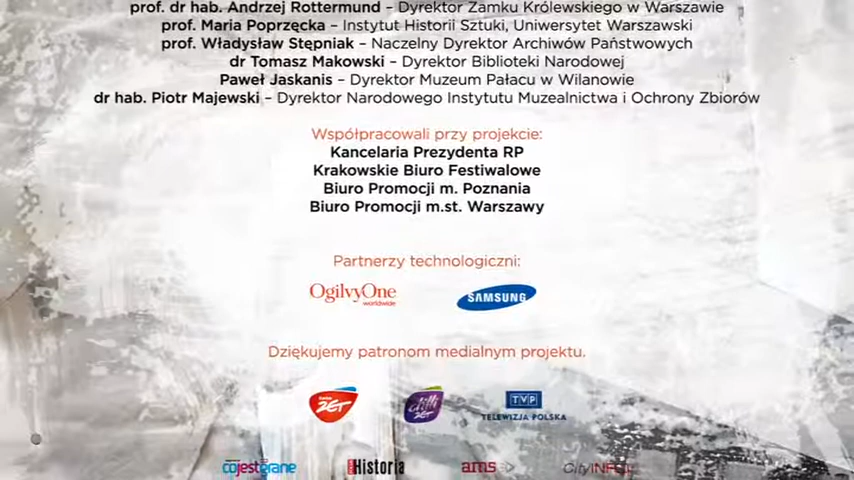 prof. dr hab. Andrzej Rottermund – Dyrektor Zamku Królewskiego w Warszawie
prof. Maria Poprzęcka – Instytut Historii Sztuki, Uniwersytet Warszawski
prof. Władysław Stępniak – Naczelny Dyrektor Archiwów Państwowych
dr Tomasz Makowski – Dyrektor Biblioteki Narodowej
Paweł Jaskanis – Dyrektor Muzeum Pałacu w Wilanowie
dr hab. Piotr Majewski – Dyrektor Narodowego Instytutu Muzealnictwa i Ochrony Zbiorów
Współpracowali przy projekcie:
Kancelaria Prezydenta RP
Krakowskie Biuro Festiwalowe
Biuro Promocji m. Poznania
Biuro Promocji m.st. Warszawy
Partnerzy technologiczni:
OgilvyOne
worldwide
SAMSUNG
Dziękujemy patronom medialnym projektu.
ZET
chilli
ZET
TVP
TELEWIZJA POLSKA
cojestgrane Historia ams CityINFO